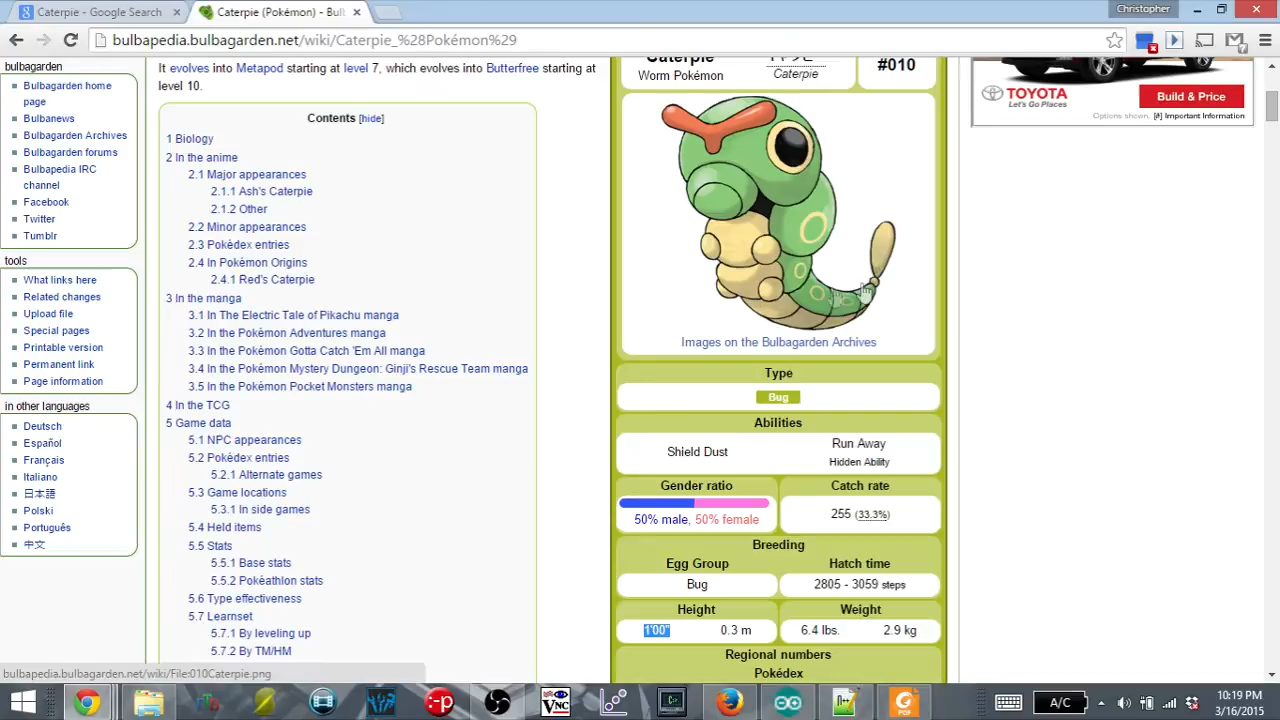 Caterpie - Google Search
Caterpie (Pokémon) - Bulb
Christopher
bulbapedia.bulbagarden.net/wiki/Caterpie_%28Pokémon%29
bulbagarden
Bulbagarden home
page
Bulbanews
Bulbagarden Archives
Bulbagarden forums
Bulbapedia IRC
channel
Facebook
Twitter
Tumblr
tools
What links here
Related changes
Upload file
Special pages
Printable version
Permanent link
Page information
in other languages
Deutsch
Español
Français
Italiano
日本語
Polski
Português
中文
It evolves into Metapod starting at level 7, which evolves into Butterfree starting at
level 10.
Contents [hide]
1 Biology
2 In the anime
2.1 Major appearances
2.1.1 Ash's Caterpie
2.1.2 Other
2.2 Minor appearances
2.3 Pokédex entries
2.4 In Pokémon Origins
2.4.1 Red's Caterpie
3 In the manga
3.1 In The Electric Tale of Pikachu manga
3.2 In the Pokémon Adventures manga
3.3 In the Pokémon Gotta Catch 'Em All manga
3.4 In the Pokémon Mystery Dungeon: Ginji's Rescue Team manga
3.5 In the Pokémon Pocket Monsters manga
4 In the TCG
5 Game data
5.1 NPC appearances
5.2 Pokédex entries
5.2.1 Alternate games
5.3 Game locations
5.3.1 In side games
5.4 Held items
5.5 Stats
5.5.1 Base stats
5.5.2 Pokéathlon stats
5.6 Type effectiveness
5.7 Learnset
5.7.1 By leveling up
5.7.2 By TM/HM
Caterpie
Worm Pokémon
Caterpie
#010
Images on the Bulbagarden Archives
Type
Bug
Abilities
Shield Dust
Run Away
Hidden Ability
Gender ratio
50% male, 50% female
Catch rate
255 (33.3%)
Breeding
Egg Group
Bug
Hatch time
2805 - 3059 steps
Height
1'00"
0.3 m
Weight
6.4 lbs.
2.9 kg
Regional numbers
Pokédex
TOYOTA
Let's Go Places
Build & Price
Options shown. [#] Important Information
bulbapedia.bulbagarden.net/wiki/File:010Caterpie.png
VNC
PDF
A/C
10:19 PM
3/16/2015